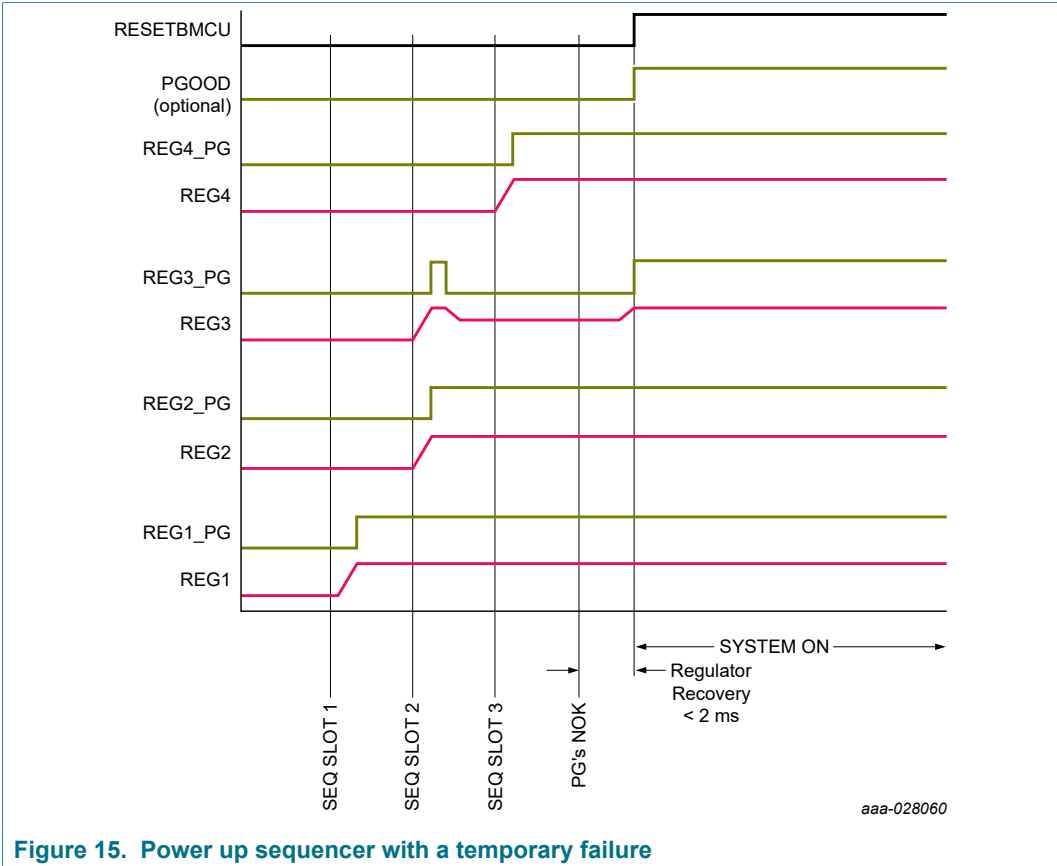 RESETBMCU
PGOOD
(optional)
REG4_PG
REG4
REG3_PG
REG3
REG2_PG
REG2
REG1_PG
REG1
SYSTEM ON
Regulator
Recovery
< 2 ms
SEQ SLOT 1
SEQ SLOT 2
SEQ SLOT 3
PG's NOK
aaa-028060
Figure 15. Power up sequencer with a temporary failure